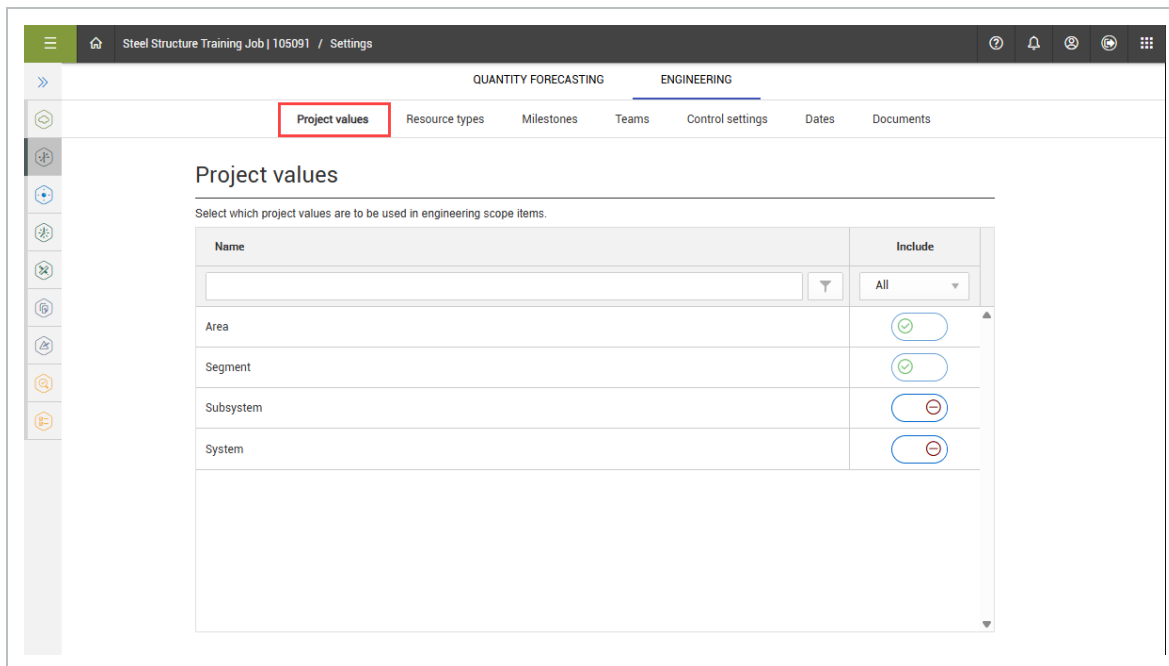 Steel Structure Training Job | 105091 / Settings
QUANTITY FORECASTING ENGINEERING
Project values Resource types Milestones Teams Control settings Dates Documents
Project values
Select which project values are to be used in engineering scope items.
Name Include
All
Area
Segment
Subsystem
System